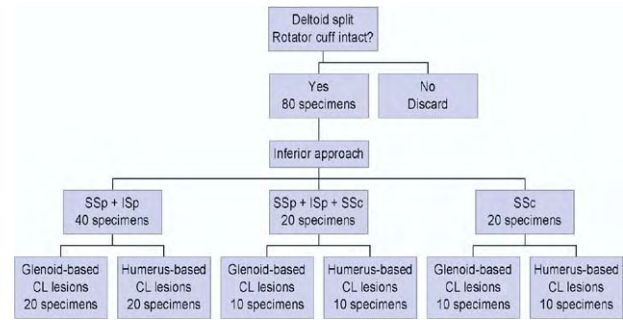 Deltoid split
Rotator cuff intact?
Yes
80 specimens
No
Discard
Inferior approach
SSp + ISp
40 specimens
SSp + ISp + SSc
20 specimens
SSc
20 specimens
Glenoid-based
CL lesions
20 specimens
Humerus-based
CL lesions
20 specimens
Glenoid-based
CL lesions
10 specimens
Humerus-based
CL lesions
10 specimens
Glenoid-based
CL lesions
10 specimens
Humerus-based
CL lesions
10 specimens